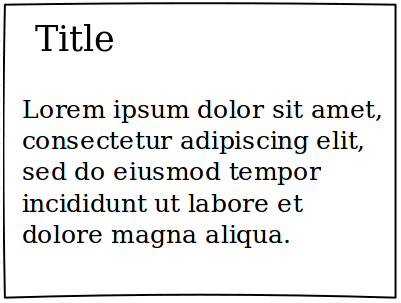 Title
Lorem ipsum dolor sit amet,
consectetur adipiscing elit,
sed do eiusmod tempor
incididunt ut labore et
dolore magna aliqua.